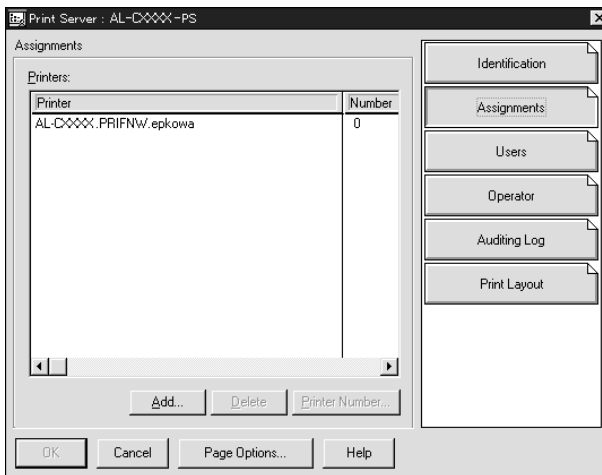 Print Server : AL-CXXXX-PS
Assignments
Printers:
Printer Number
AL-CXXXX.PRIFNW.epkowa 0
Add... Delete Printer Number...
OK Cancel Page Options... Help
Identification
Assignments
Users
Operator
Auditing Log
Print Layout